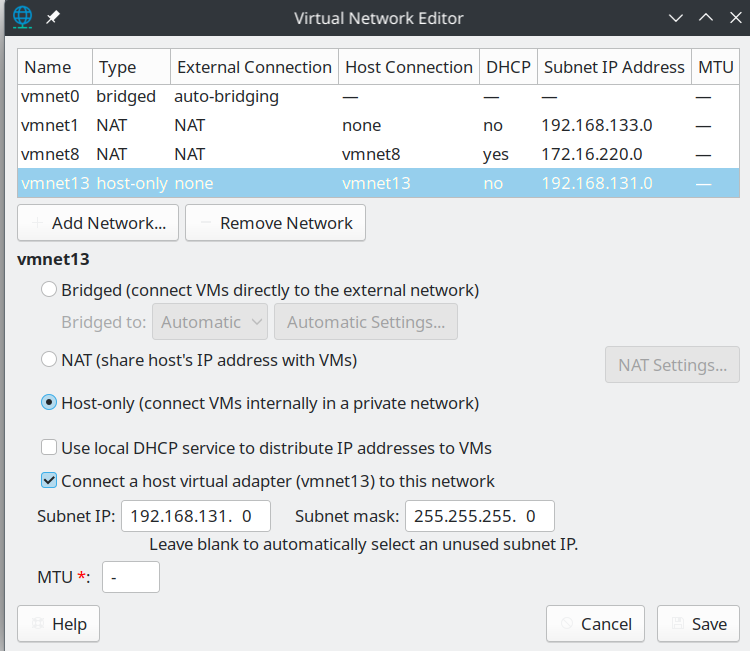 Virtual Network Editor
Name Type External Connection Host Connection DHCP Subnet IP Address MTU
vmnet0 bridged auto-bridging — — — —
vmnet1 NAT NAT none no 192.168.133.0 —
vmnet8 NAT NAT vmnet8 yes 172.16.220.0 —
vmnet13 host-only none vmnet13 no 192.168.131.0 —
+ Add Network... − Remove Network
vmnet13
Bridged (connect VMs directly to the external network)
Bridged to: Automatic Automatic Settings...
NAT (share host's IP address with VMs) NAT Settings...
Host-only (connect VMs internally in a private network)
Use local DHCP service to distribute IP addresses to VMs
Connect a host virtual adapter (vmnet13) to this network
Subnet IP: 192.168.131. 0 Subnet mask: 255.255.255. 0
Leave blank to automatically select an unused subnet IP.
MTU *: -
Help Cancel Save